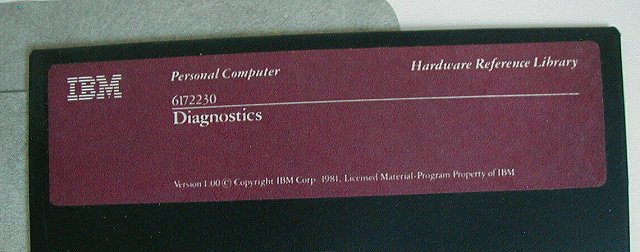 IBM
Personal Computer
Hardware Reference Library
6172230
Diagnostics
Version 1.00 © Copyright IBM Corp. 1981, Licensed Material-Program Property of IBM